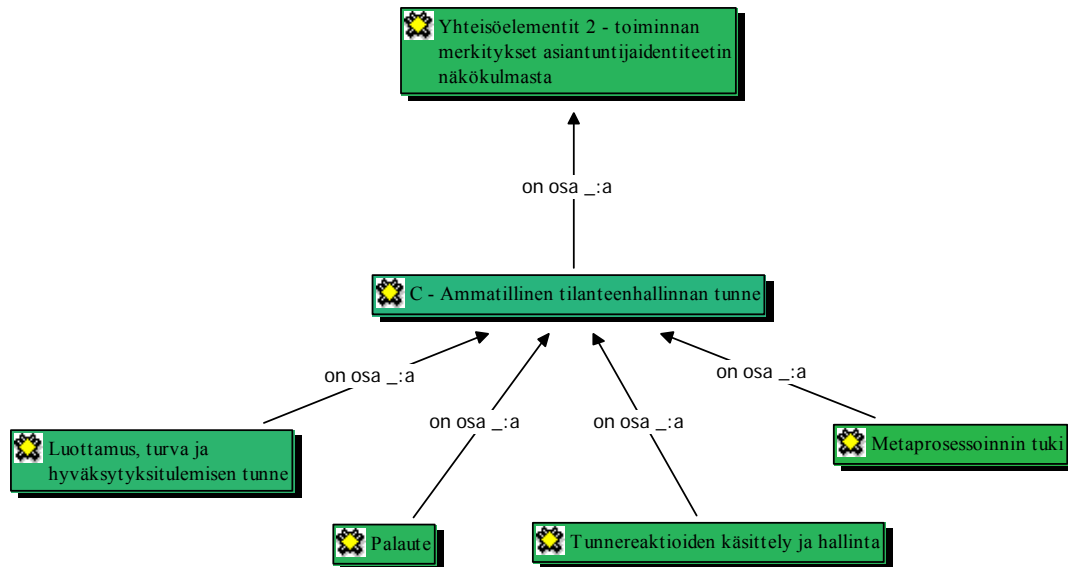 Yhteisöelementit 2 - toiminnan
merkitykset asiantuntijaidentiteetin
näkökulmasta
on osa _:a
C - Ammatillinen tilanteenhallinnan tunne
on osa _:a
on osa _:a
on osa _:a
on osa _:a
Luottamus, turva ja
hyväksytyksitulemisen tunne
Metaprosessoinnin tuki
Palaute
Tunnereaktioiden käsittely ja hallinta